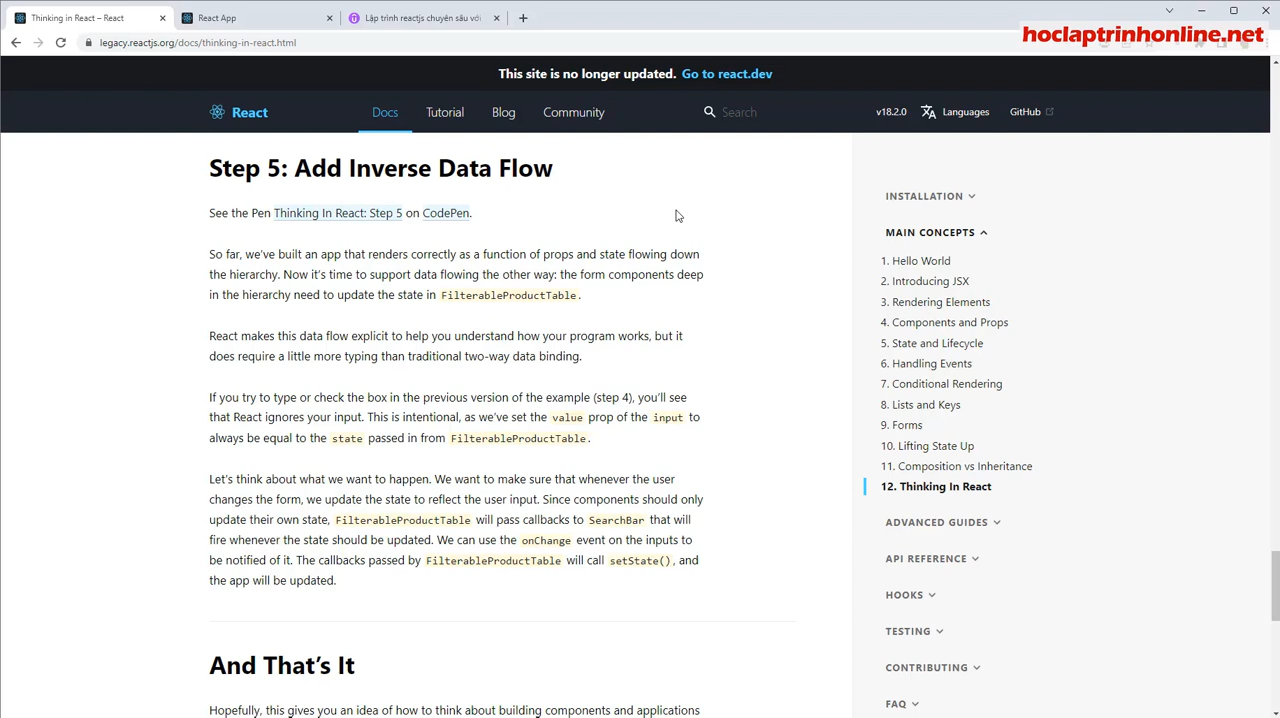 Thinking in React – React
React App
Lập trình reactjs chuyên sâu với
hoclaptrinhonline.net
legacy.reactjs.org/docs/thinking-in-react.html
This site is no longer updated. Go to react.dev
React
Docs
Tutorial
Blog
Community
Search
v18.2.0
Languages
GitHub
Step 5: Add Inverse Data Flow
See the Pen Thinking In React: Step 5 on CodePen.
So far, we’ve built an app that renders correctly as a function of props and state flowing down
the hierarchy. Now it’s time to support data flowing the other way: the form components deep
in the hierarchy need to update the state in FilterableProductTable.
React makes this data flow explicit to help you understand how your program works, but it
does require a little more typing than traditional two-way data binding.
If you try to type or check the box in the previous version of the example (step 4), you’ll see
that React ignores your input. This is intentional, as we’ve set the value prop of the input to
always be equal to the state passed in from FilterableProductTable.
Let’s think about what we want to happen. We want to make sure that whenever the user
changes the form, we update the state to reflect the user input. Since components should only
update their own state, FilterableProductTable will pass callbacks to SearchBar that will
fire whenever the state should be updated. We can use the onChange event on the inputs to
be notified of it. The callbacks passed by FilterableProductTable will call setState(), and
the app will be updated.
And That’s It
Hopefully, this gives you an idea of how to think about building components and applications
INSTALLATION
MAIN CONCEPTS
1. Hello World
2. Introducing JSX
3. Rendering Elements
4. Components and Props
5. State and Lifecycle
6. Handling Events
7. Conditional Rendering
8. Lists and Keys
9. Forms
10. Lifting State Up
11. Composition vs Inheritance
12. Thinking In React
ADVANCED GUIDES
API REFERENCE
HOOKS
TESTING
CONTRIBUTING
FAQ